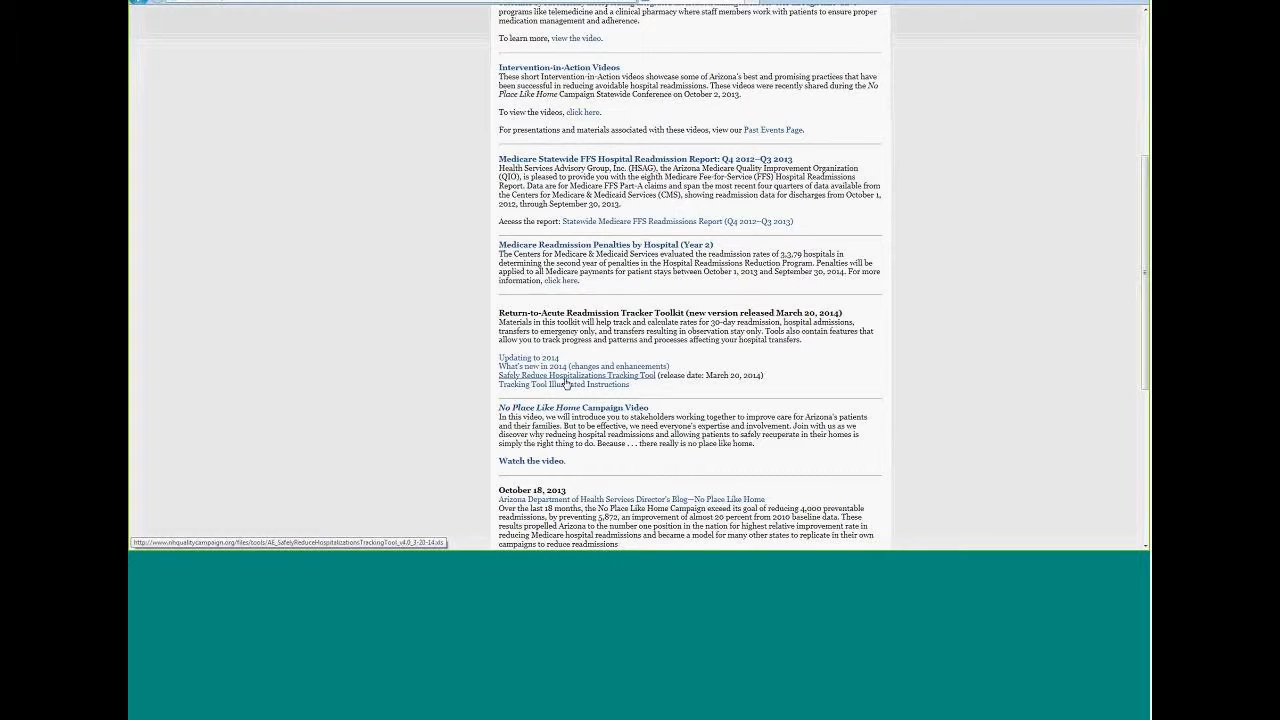 programs like telemedicine and a clinical pharmacy where staff members work with patients to ensure proper
medication management and adherence.
To learn more, view the video.
Intervention-in-Action Videos
These short Intervention-in-Action videos showcase some of Arizona's best and promising practices that have
been successful in reducing avoidable hospital readmissions. These videos were recently shared during the No
Place Like Home Campaign Statewide Conference on October 2, 2013.
To view the videos, click here.
For presentations and materials associated with these videos, view our Past Events Page.
Medicare Statewide FFS Hospital Readmission Report: Q4 2012–Q3 2013
Health Services Advisory Group, Inc. (HSAG), the Arizona Medicare Quality Improvement Organization
(QIO), is pleased to provide you with the eighth Medicare Fee-for-Service (FFS) Hospital Readmissions
Report. Data are for Medicare FFS Part-A claims and span the most recent four quarters of data available from
the Centers for Medicare & Medicaid Services (CMS), showing readmission data for discharges from October 1,
2012, through September 30, 2013.
Access the report: Statewide Medicare FFS Readmissions Report (Q4 2012–Q3 2013)
Medicare Readmission Penalties by Hospital (Year 2)
The Centers for Medicare & Medicaid Services evaluated the readmission rates of 3,3,79 hospitals in
determining the second year of penalties in the Hospital Readmissions Reduction Program. Penalties will be
applied to all Medicare payments for patient stays between October 1, 2013 and September 30, 2014. For more
information, click here.
Return-to-Acute Readmission Tracker Toolkit (new version released March 20, 2014)
Materials in this toolkit will help track and calculate rates for 30-day readmission, hospital admissions,
transfers to emergency only, and transfers resulting in observation stay only. Tools also contain features that
allow you to track progress and patterns and processes affecting your hospital transfers.
Updating to 2014
What's new in 2014 (changes and enhancements)
Safely Reduce Hospitalizations Tracking Tool (release date: March 20, 2014)
Tracking Tool Illustrated Instructions
No Place Like Home Campaign Video
In this video, we will introduce you to stakeholders working together to improve care for Arizona's patients
and their families. But to be effective, we need everyone's expertise and involvement. Join with us as we
discover why reducing hospital readmissions and allowing patients to safely recuperate in their homes is
simply the right thing to do. Because . . . there really is no place like home.
Watch the video.
October 18, 2013
Arizona Department of Health Services Director's Blog—No Place Like Home
Over the last 18 months, the No Place Like Home Campaign exceed its goal of reducing 4,000 preventable
readmissions, by preventing 5,872, an improvement of almost 20 percent from 2010 baseline data. These
results propelled Arizona to the number one position in the nation for highest relative improvement rate in
reducing Medicare hospital readmissions and became a model for many other states to replicate in their own
campaigns to reduce readmissions
http://www.nhqualitycampaign.org/files/tools/AE_SafelyReduceHospitalizationsTrackingTool_v4.0_3-20-14.xls